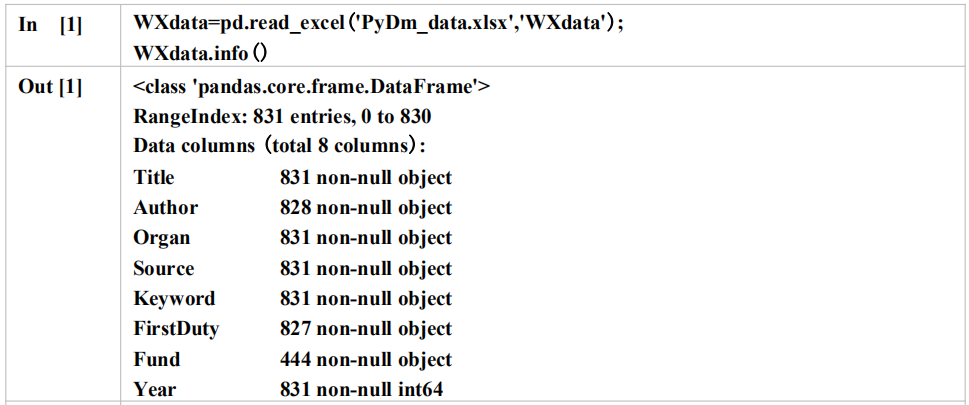 In [1] WXdata=pd.read_excel('PyDm_data.xlsx','WXdata');
WXdata.info()
Out [1] <class 'pandas.core.frame.DataFrame'>
RangeIndex: 831 entries, 0 to 830
Data columns (total 8 columns):
Title 831 non-null object
Author 828 non-null object
Organ 831 non-null object
Source 831 non-null object
Keyword 831 non-null object
FirstDuty 827 non-null object
Fund 444 non-null object
Year 831 non-null int64